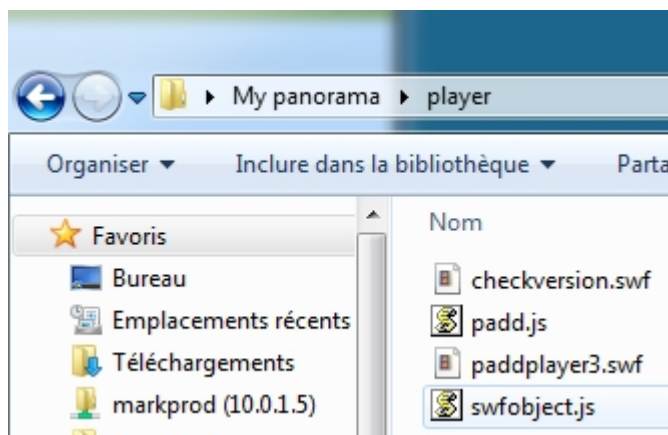 My panorama player
Organiser Inclure dans la bibliothèque
Favoris
Bureau
Emplacements récents
Téléchargements
markprod (10.0.1.5)
Nom
checkversion.swf
padd.js
paddplayer3.swf
swfobject.js